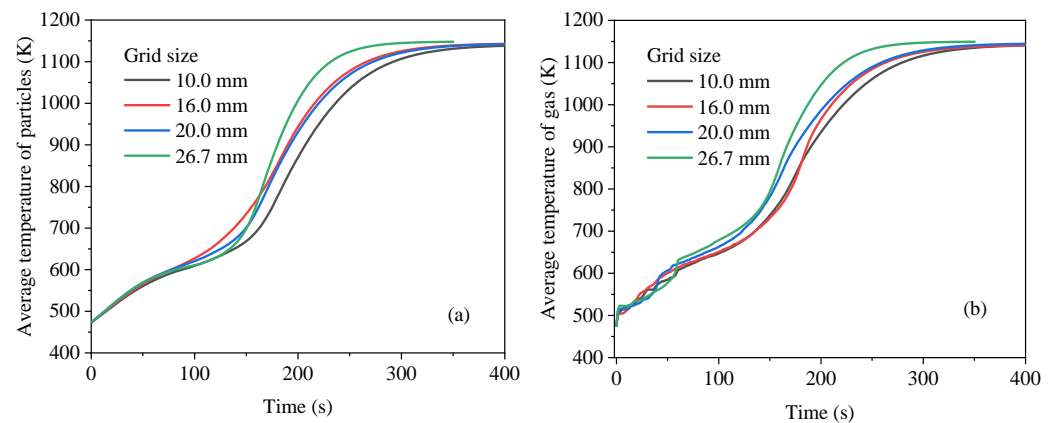 Average temperature of particles (K)
1200
1100
1000
900
800
700
600
500
400
Grid size
10.0 mm
16.0 mm
20.0 mm
26.7 mm
(a)
0
100
200
300
400
Time (s)
Average temperature of gas (K)
1200
1100
1000
900
800
700
600
500
400
Grid size
10.0 mm
16.0 mm
20.0 mm
26.7 mm
(b)
0
100
200
300
400
Time (s)